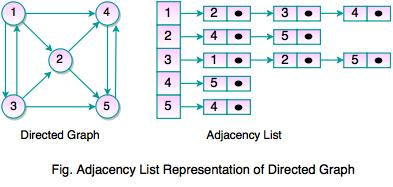 1 4
2
3 5
Directed Graph
1 2 3 4
2 4 5
3 1 2 5
4 5
5 4
Adjacency List
Fig. Adjacency List Representation of Directed Graph